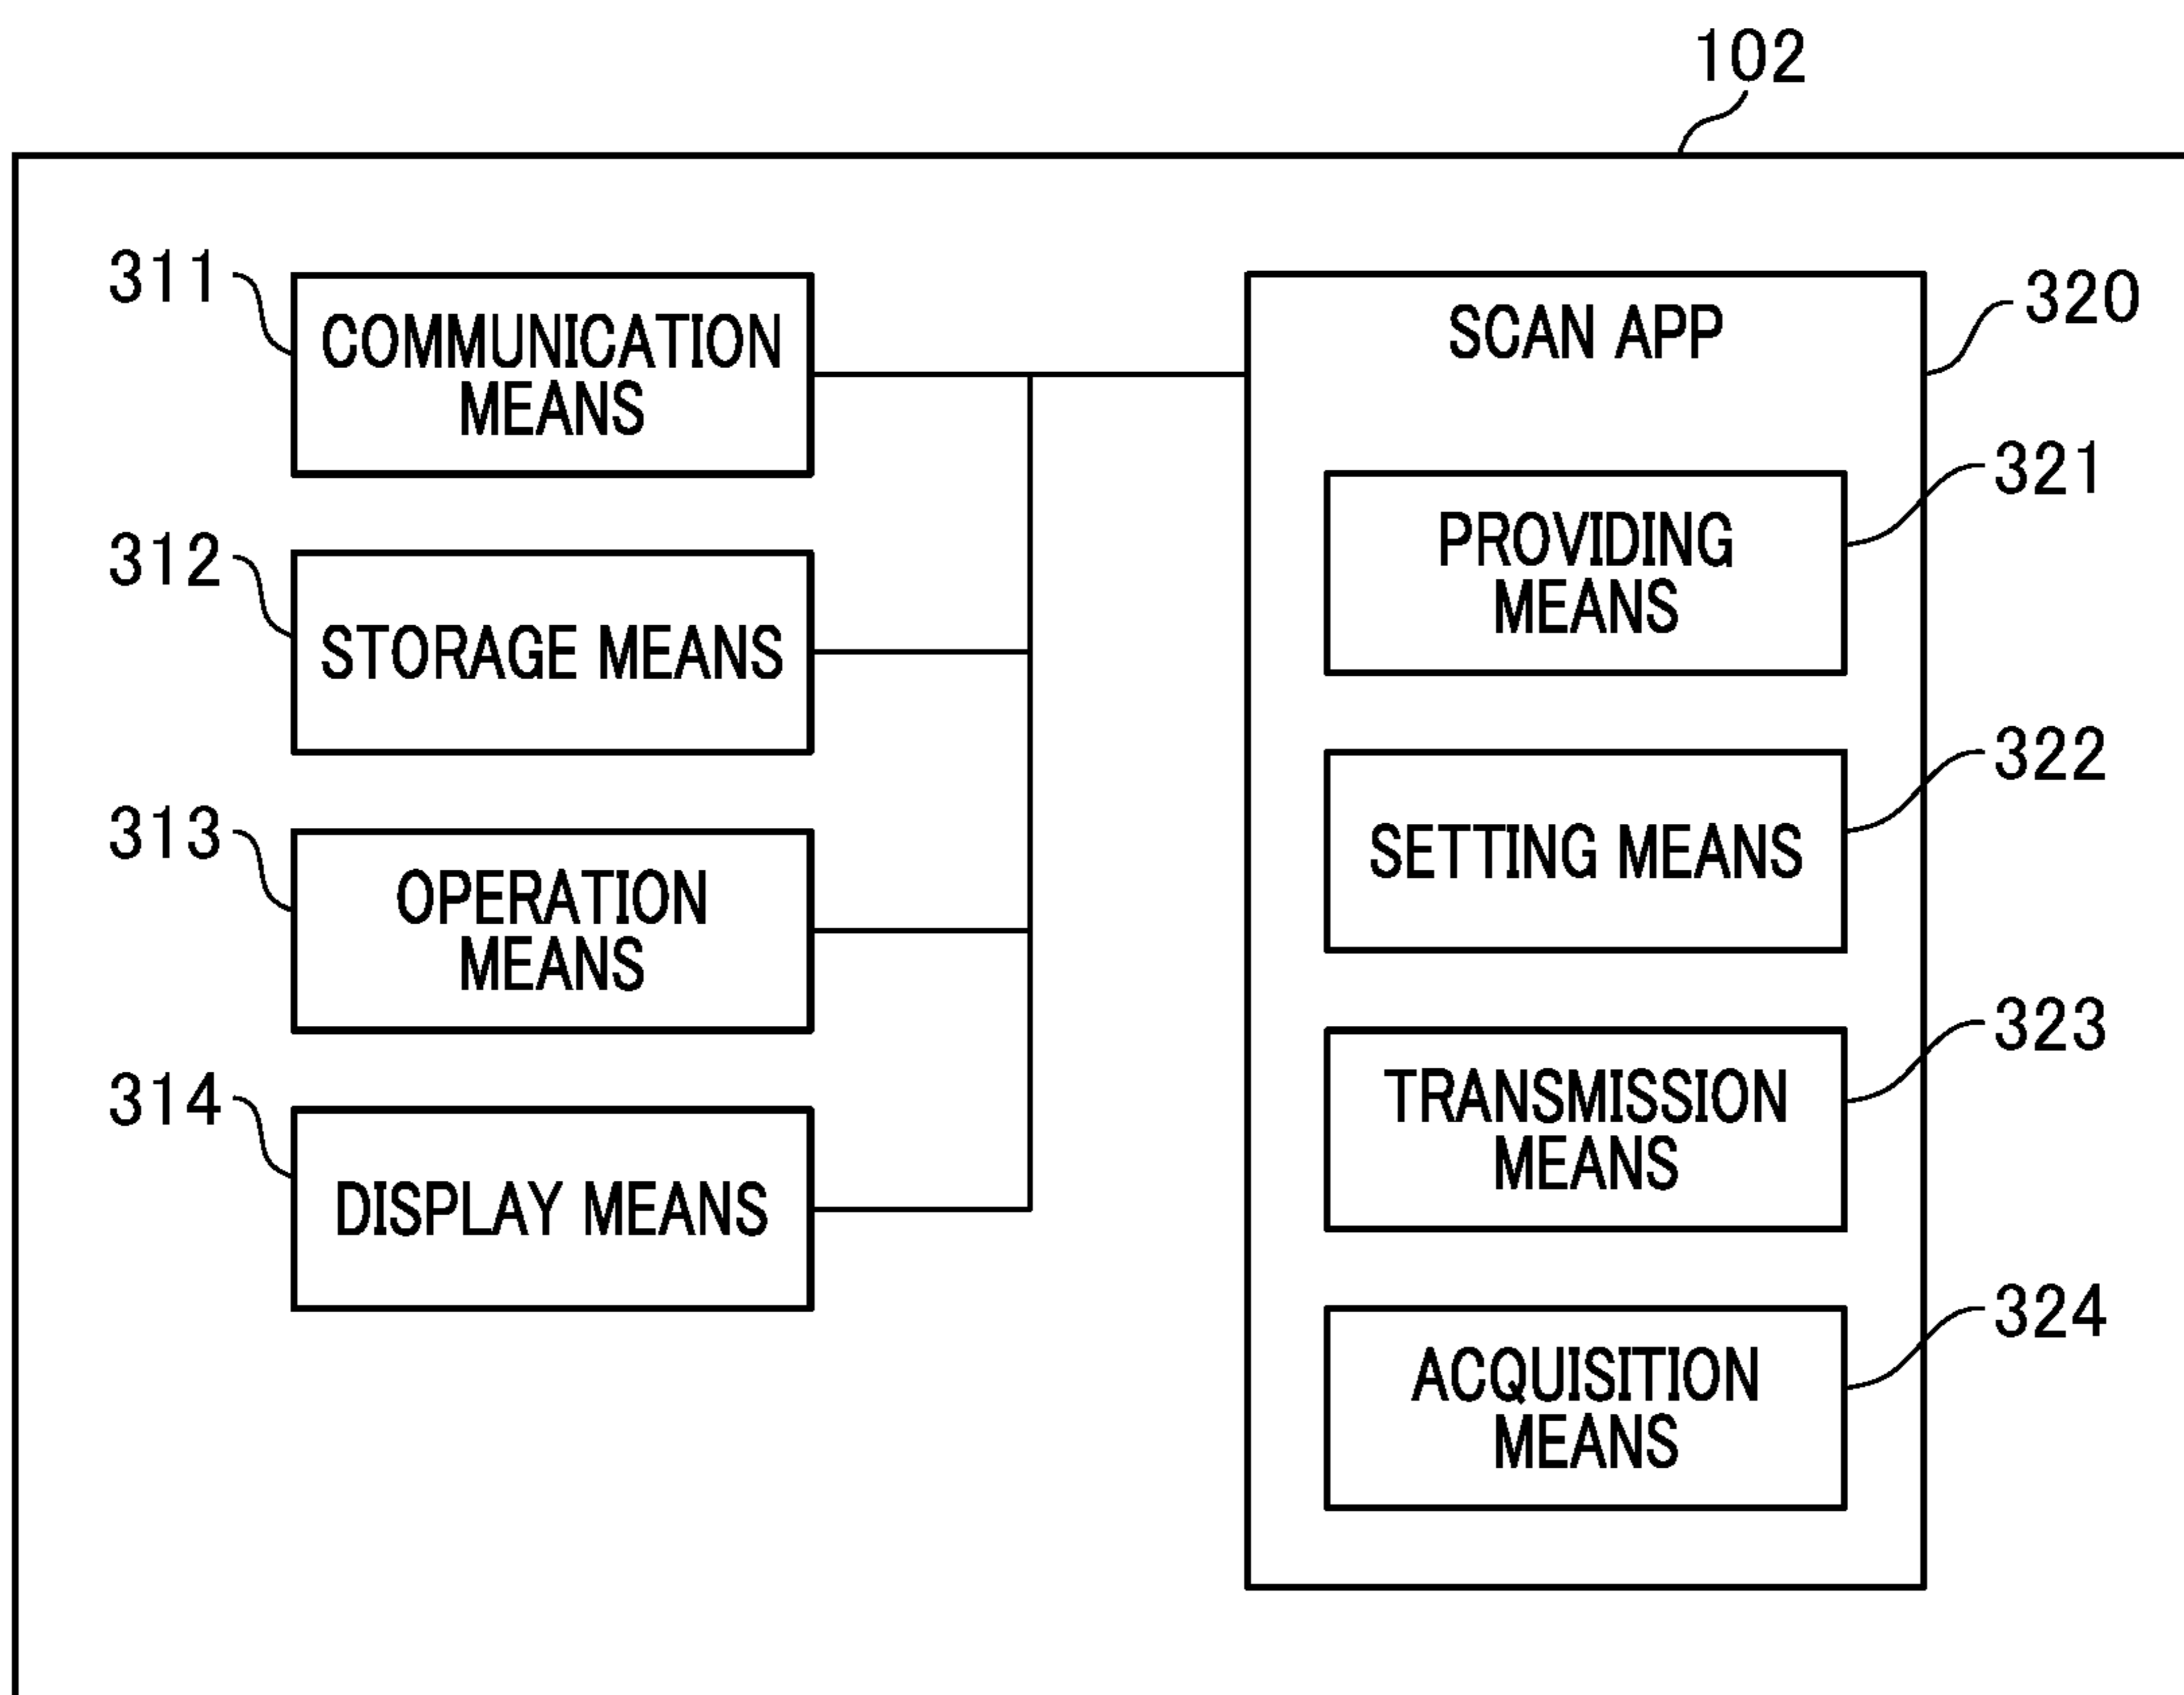 102
311
COMMUNICATION
MEANS
312
STORAGE MEANS
313
OPERATION
MEANS
314
DISPLAY MEANS
SCAN APP
320
PROVIDING
MEANS
321
SETTING MEANS
322
TRANSMISSION
MEANS
323
ACQUISITION
MEANS
324